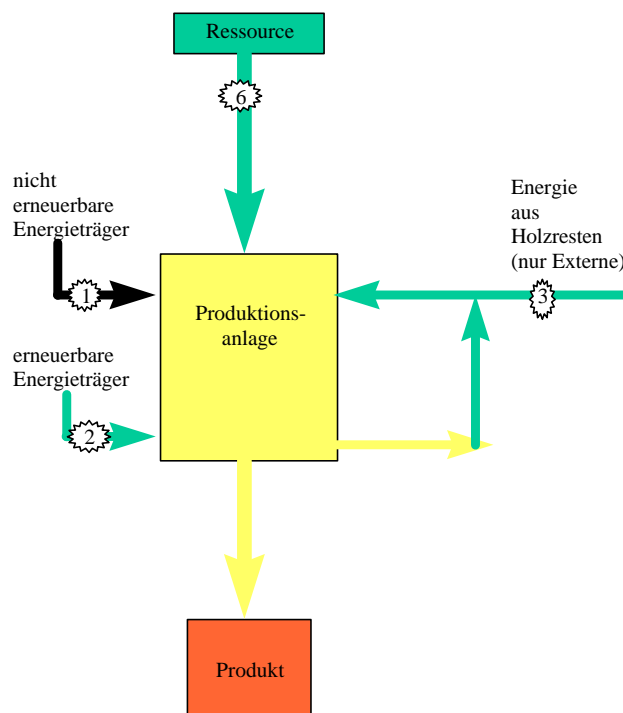 Ressource
6
nicht
erneuerbare
Energieträger
1
Energie
aus
Holzresten
(nur Externe)
3
Produktions-
anlage
erneuerbare
Energieträger
2
Produkt